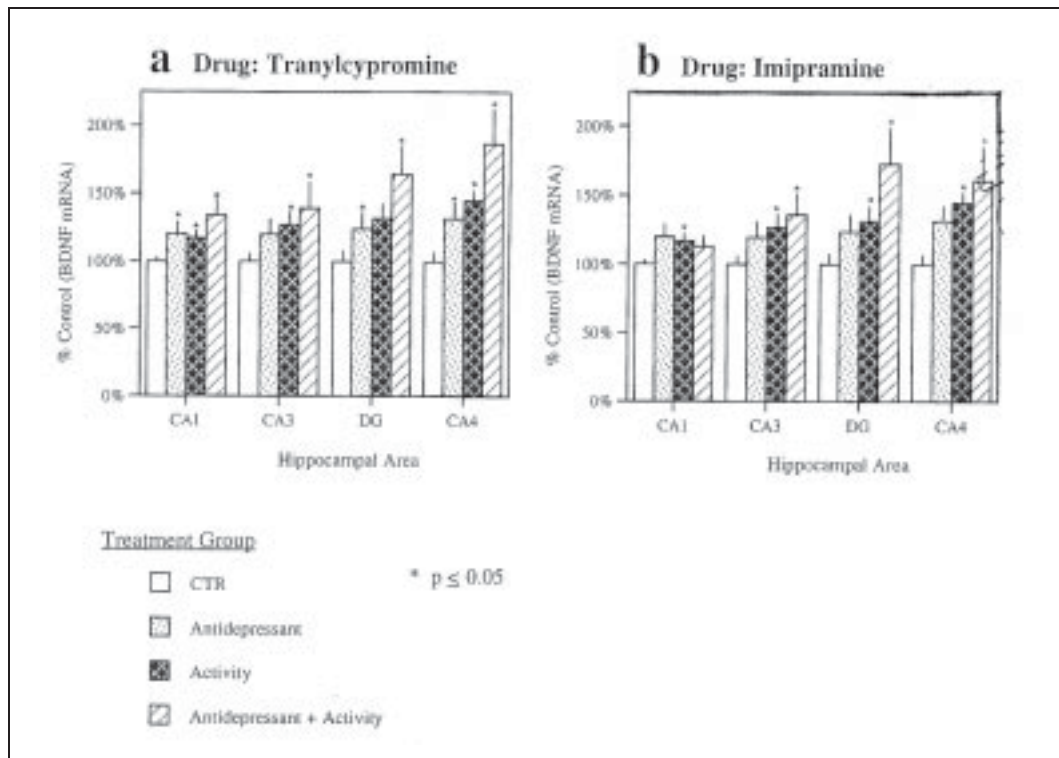 a Drug: Tranylcypromine
200%
150%
100%
50%
0%
% Control (BDNF mRNA)
CA1 CA3 DG CA4
Hippocampal Area
b Drug: Imipramine
200%
150%
100%
50%
0%
% Control (BDNF mRNA)
CA1 CA3 DG CA4
Hippocampal Area
Treatment Group
CTR
* p ≤ 0.05
Antidepressant
Activity
Antidepressant + Activity